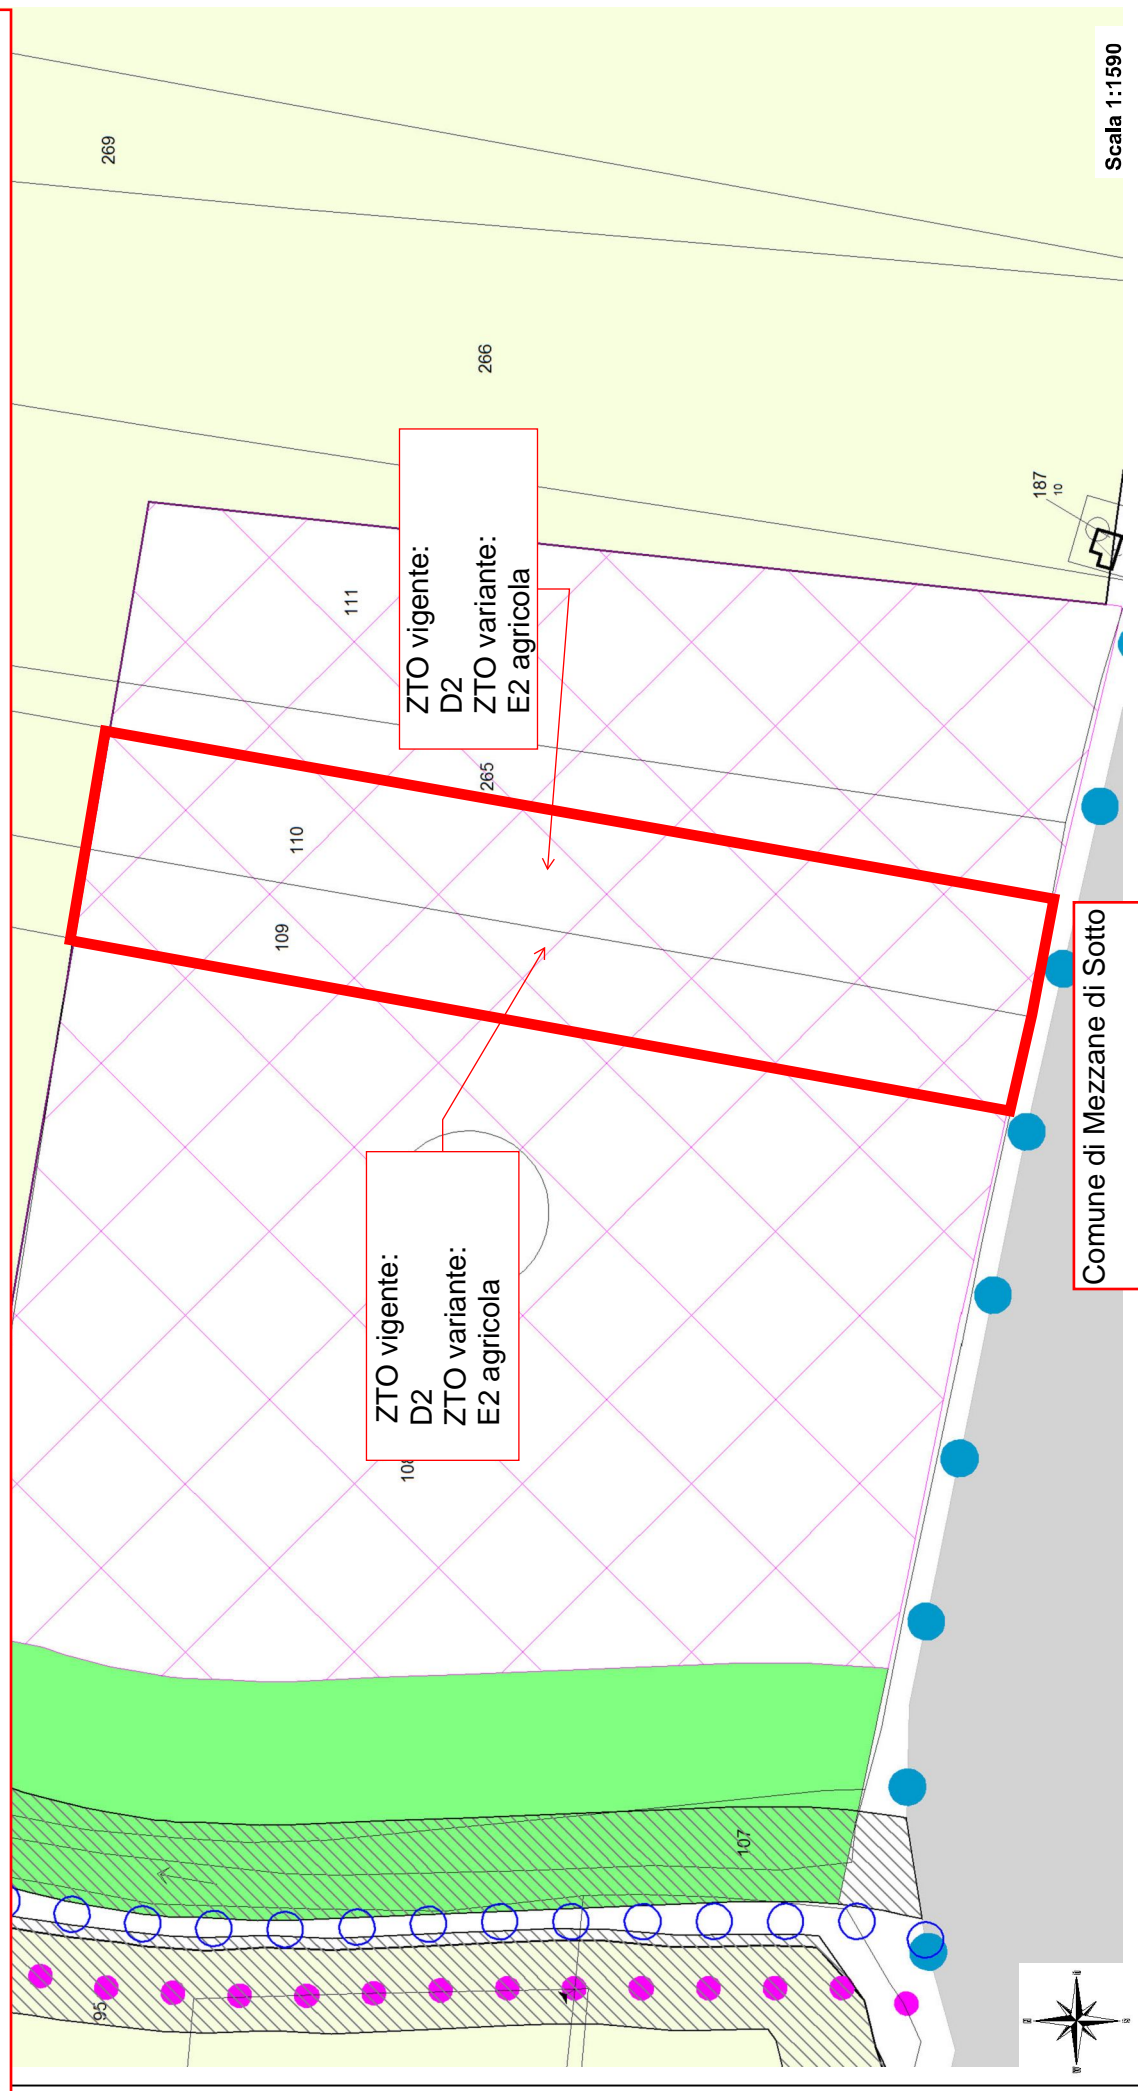 95
107
108
ZTO vigente:
D2
ZTO variante:
E2 agricola
109
110
265
ZTO vigente:
D2
ZTO variante:
E2 agricola
111
266
269
187
10
Comune di Mezzane di Sotto
Scala 1:1590